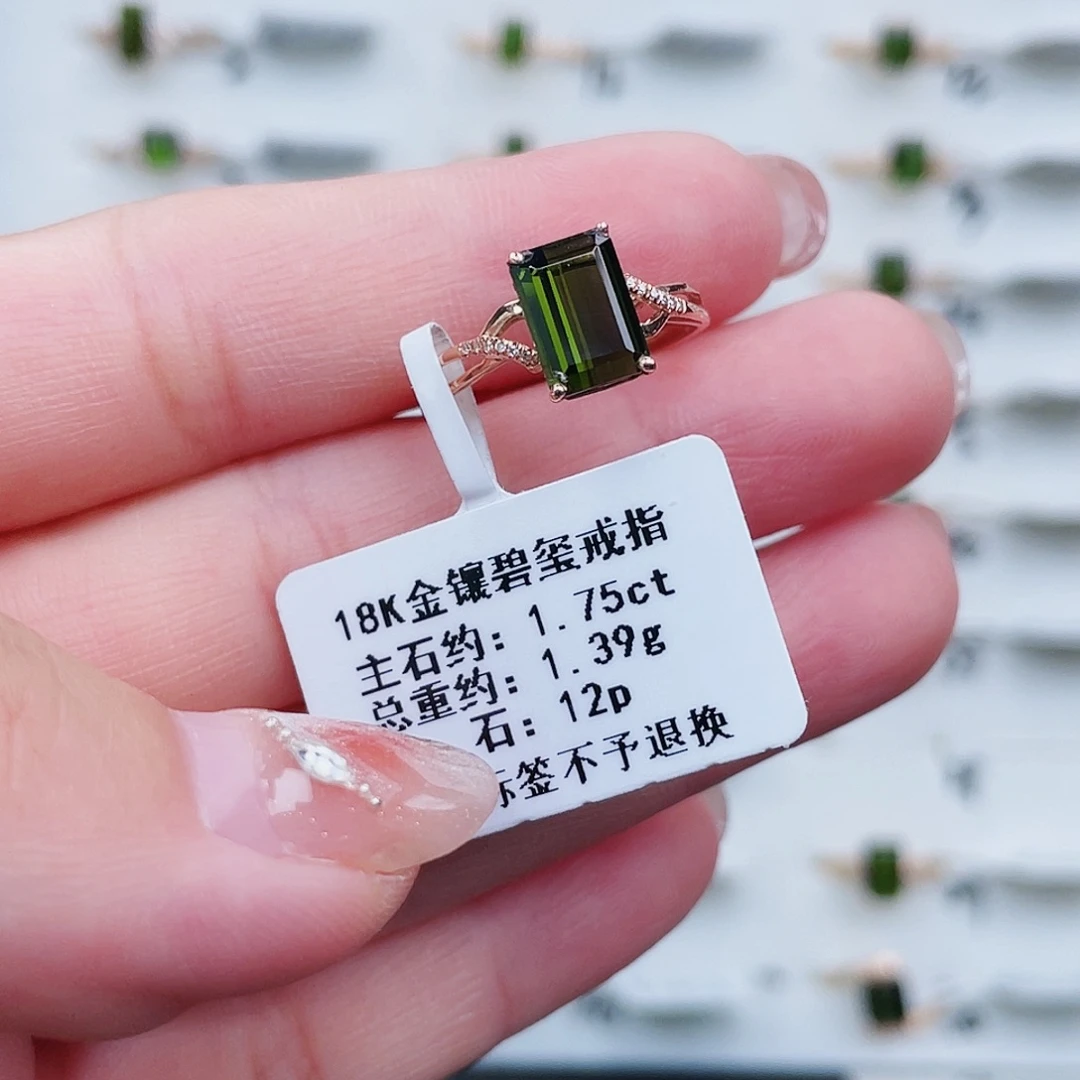 18K金镶碧玺戒指
主石约: 1.75ct
总重约: 1.39g
石: 12p
签不予退换